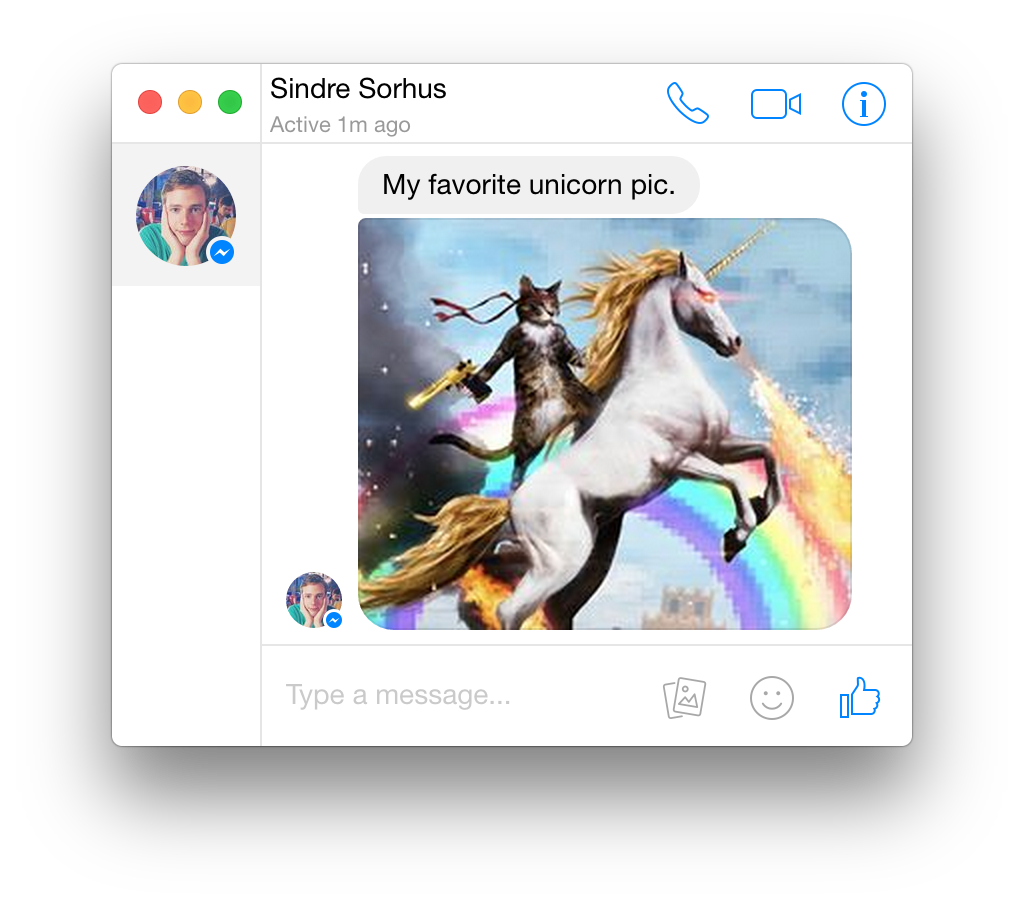 Sindre Sorhus
Active 1m ago
My favorite unicorn pic.
Type a message...